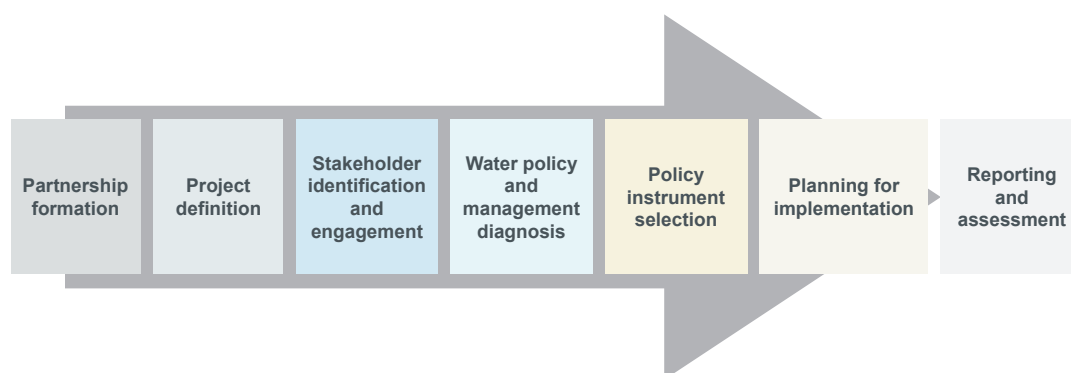 Partnership
formation
Project
definition
Stakeholder
identification
and
engagement
Water policy
and
management
diagnosis
Policy
instrument
selection
Planning for
implementation
Reporting
and
assessment